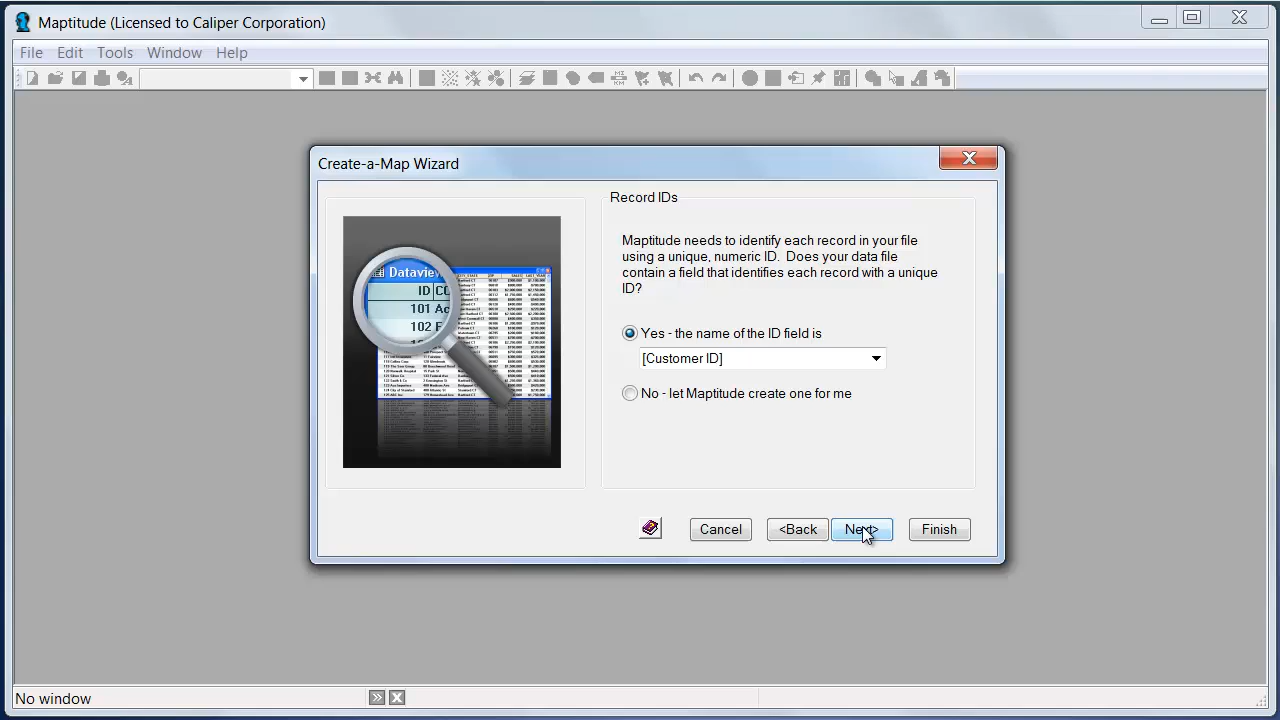 Maptitude (Licensed to Caliper Corporation)
File Edit Tools Window Help
Create-a-Map Wizard
Record IDs
Maptitude needs to identify each record in your file
using a unique, numeric ID. Does your data file
contain a field that identifies each record with a unique
ID?
Dataview
ID
101
102
Yes - the name of the ID field is
[Customer ID]
No - let Maptitude create one for me
Cancel <Back Next> Finish
No window